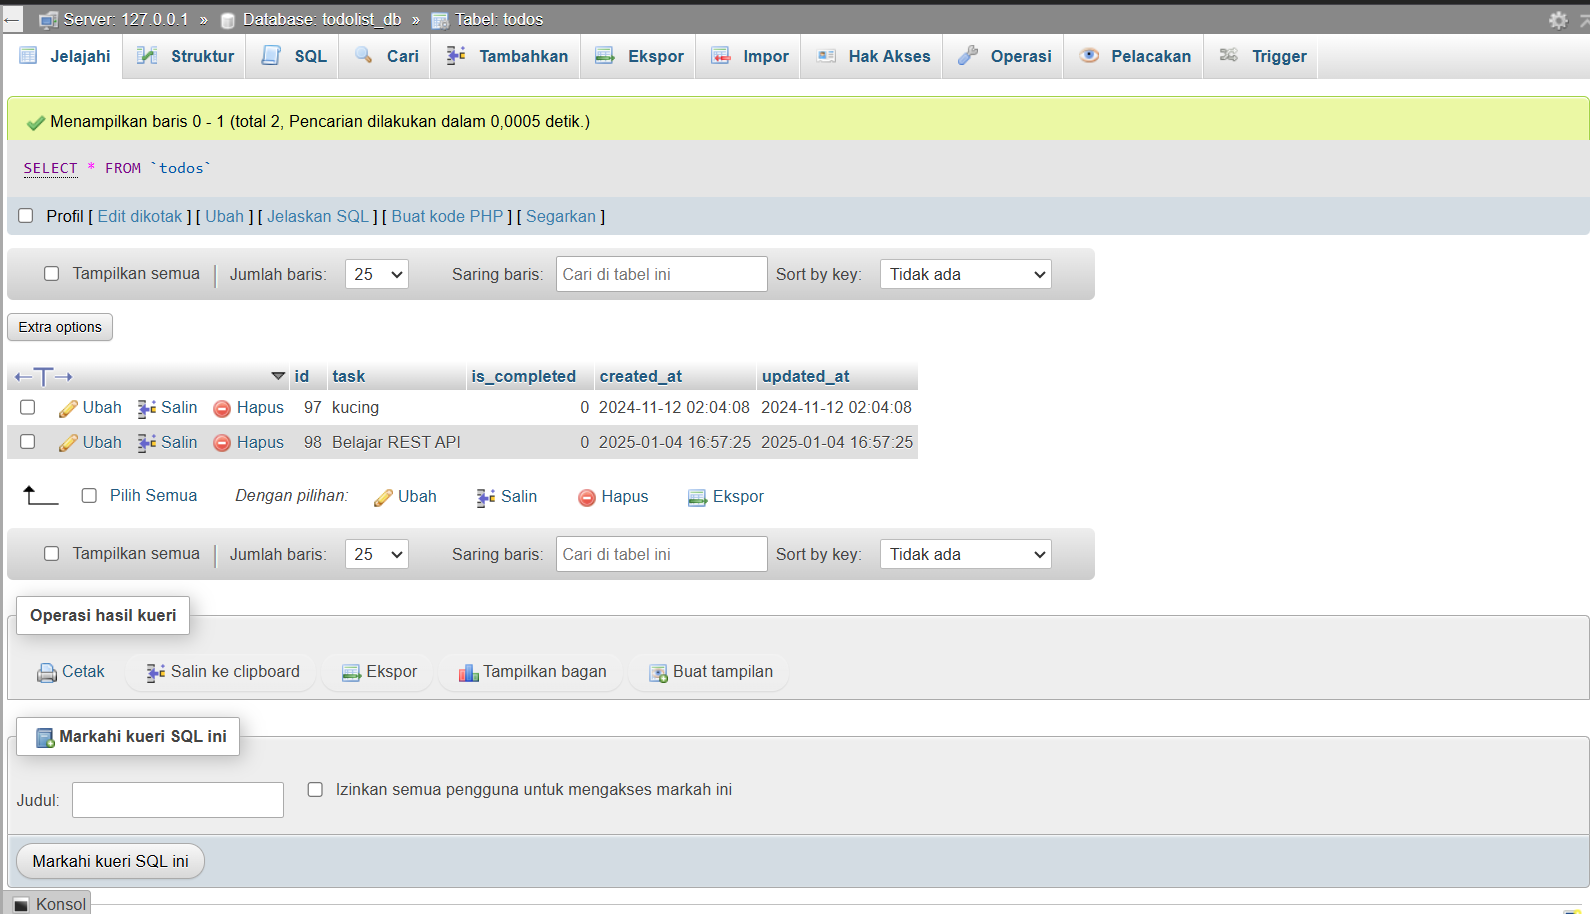 Server: 127.0.0.1 » Database: todolist_db » Tabel: todos
Jelajahi Struktur SQL Cari Tambahkan Ekspor Impor Hak Akses Operasi Pelacakan Trigger
Menampilkan baris 0 - 1 (total 2, Pencarian dilakukan dalam 0,0005 detik.)
SELECT * FROM `todos`
Profil [ Edit dikotak ] [ Ubah ] [ Jelaskan SQL ] [ Buat kode PHP ] [ Segarkan ]
Tampilkan semua Jumlah baris: 25 Saring baris: Cari di tabel ini Sort by key: Tidak ada
Extra options
←T→ id task is_completed created_at updated_at
Ubah Salin Hapus 97 kucing 0 2024-11-12 02:04:08 2024-11-12 02:04:08
Ubah Salin Hapus 98 Belajar REST API 0 2025-01-04 16:57:25 2025-01-04 16:57:25
Pilih Semua Dengan pilihan: Ubah Salin Hapus Ekspor
Tampilkan semua Jumlah baris: 25 Saring baris: Cari di tabel ini Sort by key: Tidak ada
Operasi hasil kueri
Cetak Salin ke clipboard Ekspor Tampilkan bagan Buat tampilan
Markahi kueri SQL ini
Judul: Izinkan semua pengguna untuk mengakses markah ini
Markahi kueri SQL ini
Konsol